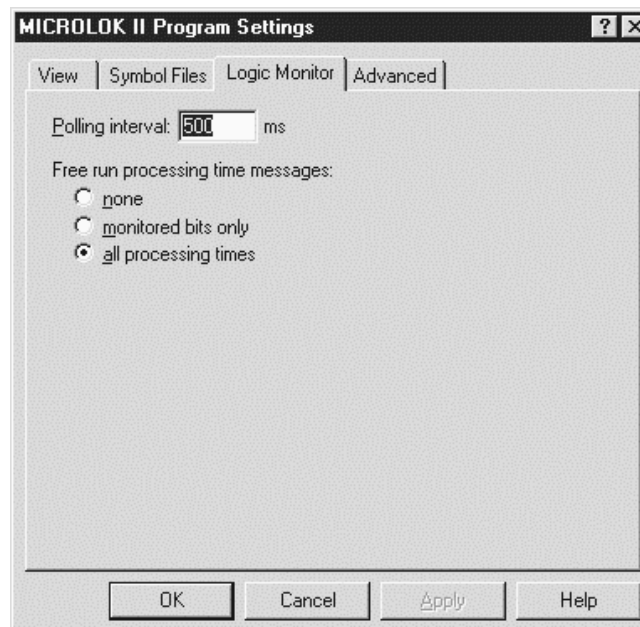 MICROLOK II Program Settings
View Symbol Files Logic Monitor Advanced
Polling interval: 500 ms
Free run processing time messages:
none
monitored bits only
all processing times
OK Cancel Apply Help